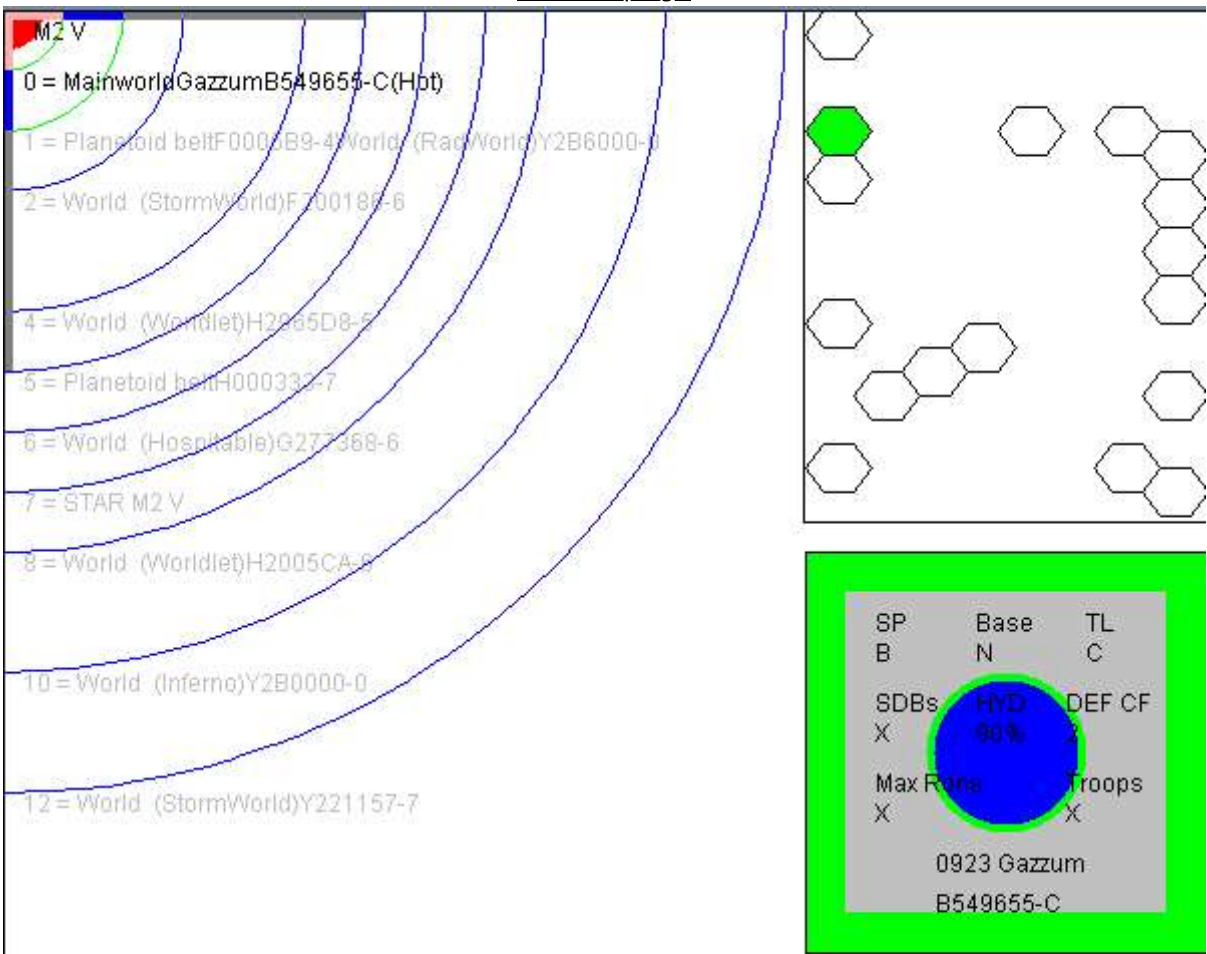 M2 V
0 = MainworldGazzumB549655-C(Hot)
1 = Planetoid beltF0005B9-4World (RadWorld)Y2B6000-0
2 = World (StormWorld)F200186-6
4 = World (Worldlet)H2965D8-5
5 = Planetoid beltH000333-7
6 = World (Hospitable)G277368-6
7 = STAR M2 V
8 = World (Worldlet)H2005CA-6
10 = World (Inferno)Y2B0000-0
12 = World (StormWorld)Y221157-7
SP Base TL
B N C
SDBs HYD DEF CF
X 90% 2
Max Rons Troops
X X
0923 Gazzum
B549655-C